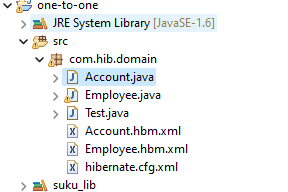 one-to-one
JRE System Library [JavaSE-1.6]
src
com.hib.domain
Account.java
Employee.java
Test.java
Account.hbm.xml
Employee.hbm.xml
hibernate.cfg.xml
suku_lib